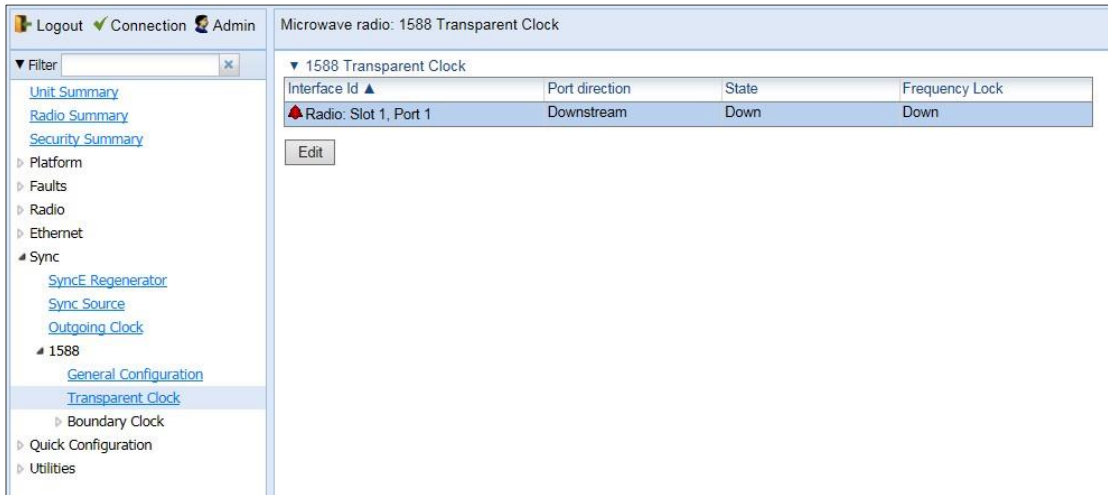 Logout Connection Admin
Microwave radio: 1588 Transparent Clock
▼ Filter
Unit Summary
Radio Summary
Security Summary
Platform
Faults
Radio
Ethernet
Sync
SyncE Regenerator
Sync Source
Outgoing Clock
1588
General Configuration
Transparent Clock
Boundary Clock
Quick Configuration
Utilities
▼ 1588 Transparent Clock
Interface Id ▲ Port direction State Frequency Lock
Radio: Slot 1, Port 1 Downstream Down Down
Edit